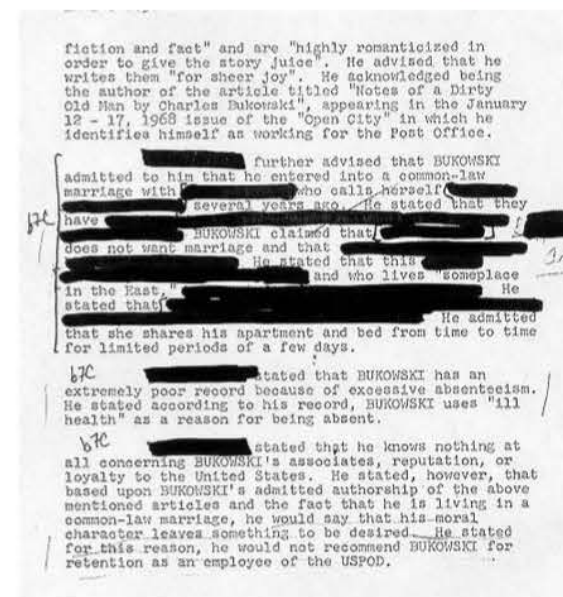 fiction and fact" and are "highly romanticized in
order to give the story juice". He advised that he
writes them "for sheer joy". He acknowledged being
the author of the article titled "Notes of a Dirty
Old Man by Charles Bukowski", appearing in the January
12 - 17, 1968 issue of the "Open City" in which he
identifies himself as working for the Post Office.
further advised that BUKOWSKI
admitted to him that he entered into a common-law
marriage with who calls herself
several years ago. He stated that they
b7C have
BUKOWSKI claimed that
does not want marriage and that
He stated that this
and who lives "someplace
in the East," He
stated that
He admitted
that she shares his apartment and bed from time to time
for limited periods of a few days.
b7C stated that BUKOWSKI has an
extremely poor record because of excessive absenteeism.
He stated according to his record, BUKOWSKI uses "ill
health" as a reason for being absent.
b7C stated that he knows nothing at
all concerning BUKOWSKI's associates, reputation, or
loyalty to the United States. He stated, however, that
based upon BUKOWSKI's admitted authorship of the above
mentioned articles and the fact that he is living in a
common-law marriage, he would say that his moral
character leaves something to be desired. He stated
for this reason, he would not recommend BUKOWSKI for
retention as an employee of the USPOD.